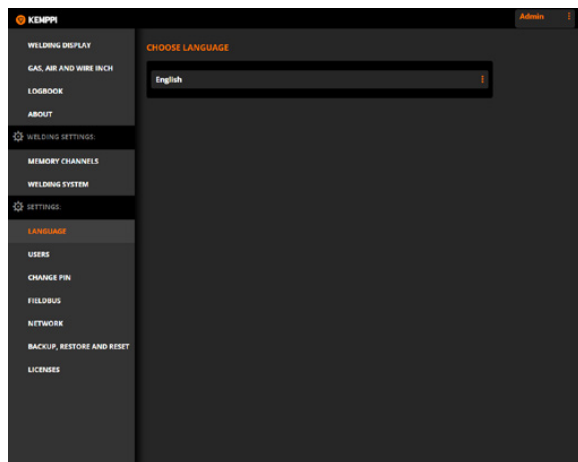 KEMPPI
Admin
WELDING DISPLAY
GAS, AIR AND WIRE INCH
LOGBOOK
ABOUT
WELDING SETTINGS:
MEMORY CHANNELS
WELDING SYSTEM
SETTINGS:
LANGUAGE
USERS
CHANGE PIN
FIELDBUS
NETWORK
BACKUP, RESTORE AND RESET
LICENSES
CHOOSE LANGUAGE
English